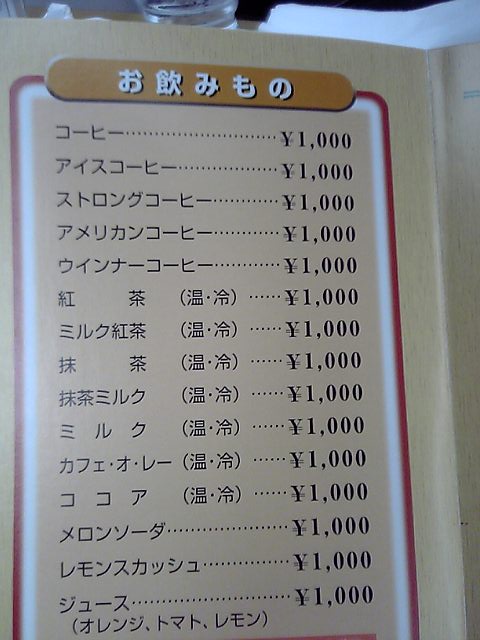 お飲みもの
コーヒー……………………¥1,000
アイスコーヒー………………¥1,000
ストロングコーヒー…………¥1,000
アメリカンコーヒー…………¥1,000
ウインナーコーヒー…………¥1,000
紅　　茶　(温・冷)……¥1,000
ミルク紅茶　(温・冷)……¥1,000
抹　　茶　(温・冷)……¥1,000
抹茶ミルク　(温・冷)……¥1,000
ミ　ル　ク　(温・冷)……¥1,000
カフェ・オ・レー(温・冷)……¥1,000
コ　コ　ア　(温・冷)……¥1,000
メロンソーダ…………………¥1,000
レモンスカッシュ……………¥1,000
ジュース………………………¥1,000
(オレンジ、トマト、レモン)